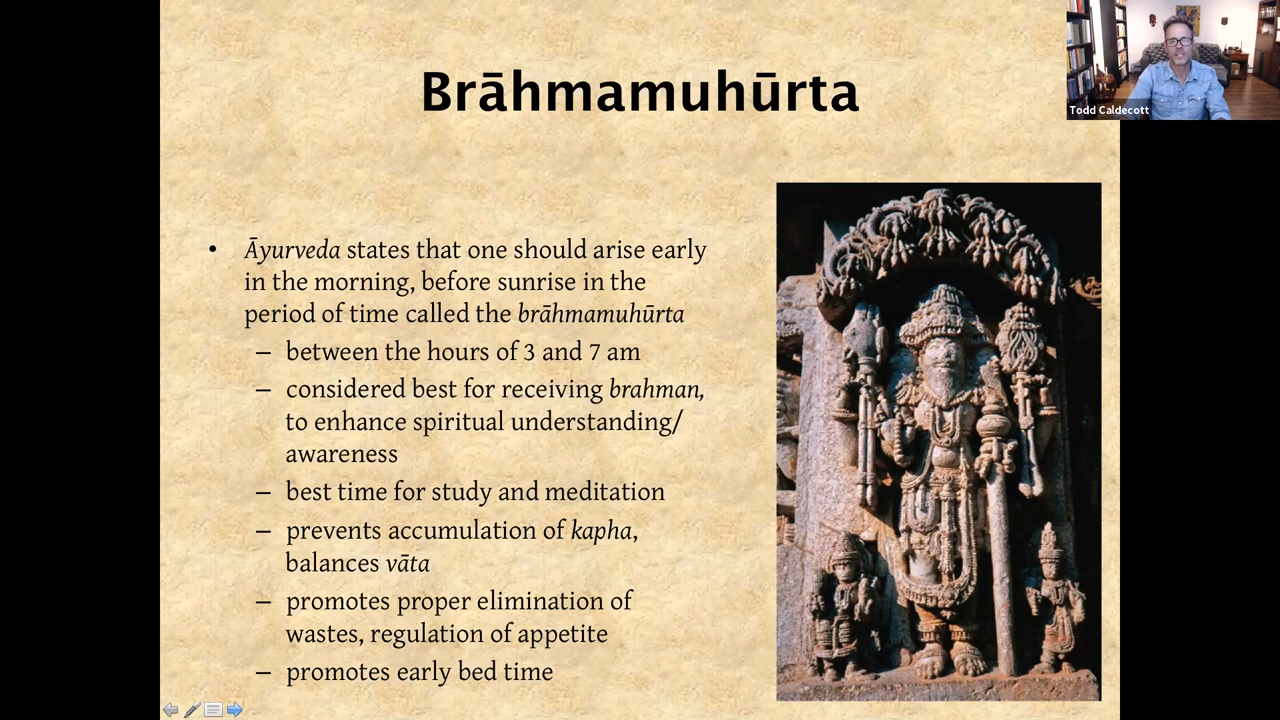 Brāhmamuhūrta
Todd Caldecott
• Āyurveda states that one should arise early
in the morning, before sunrise in the
period of time called the brāhmamuhūrta
– between the hours of 3 and 7 am
– considered best for receiving brahman,
to enhance spiritual understanding/
awareness
– best time for study and meditation
– prevents accumulation of kapha,
balances vāta
– promotes proper elimination of
wastes, regulation of appetite
– promotes early bed time